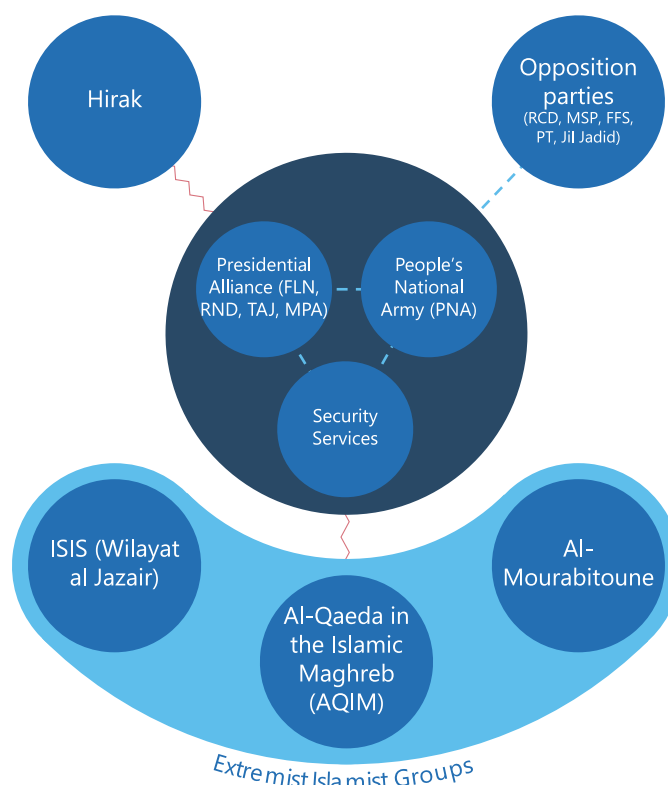 Hirak
Opposition
parties
(RCD, MSP, FFS,
PT, Jil Jadid)
Presidential
Alliance (FLN,
RND, TAJ, MPA)
People's
National
Army (PNA)
Security
Services
ISIS (Wilayat
al Jazair)
Al-Qaeda in
the Islamic
Maghreb
(AQIM)
Al-
Mourabitoune
Extremist Islamist Groups